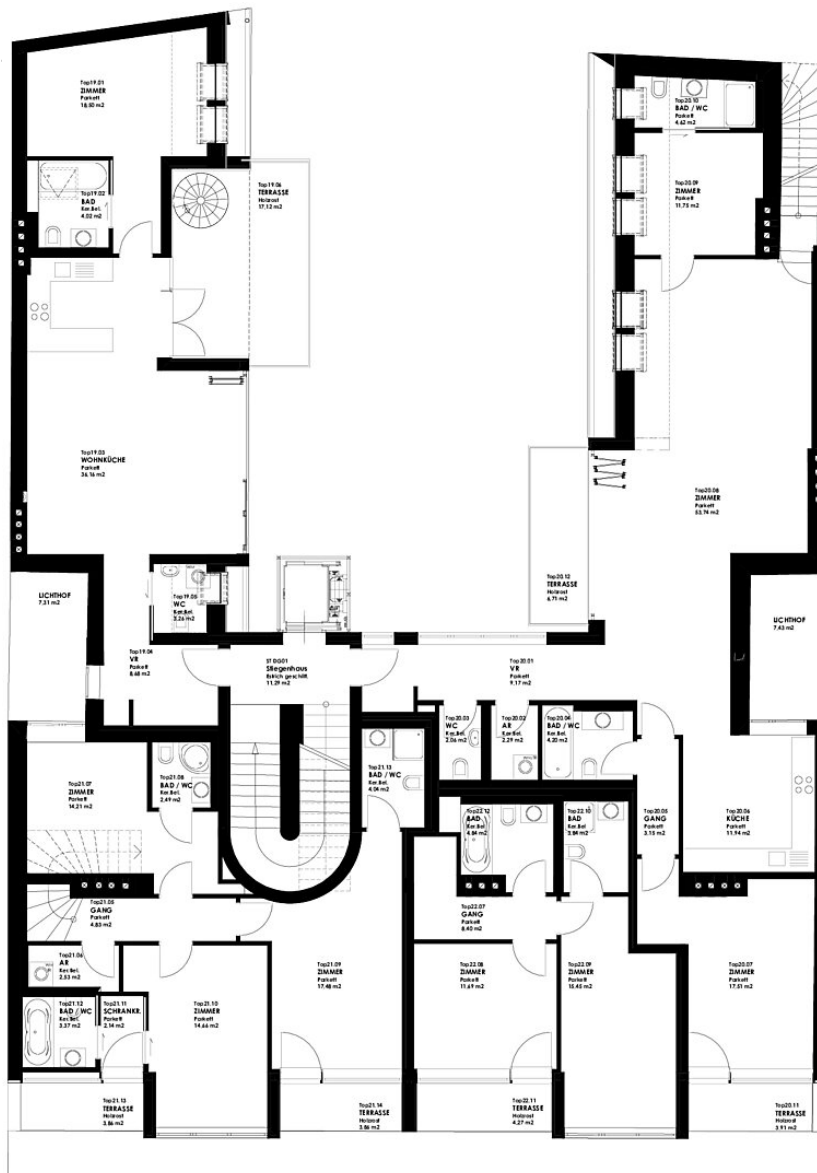 Top19.01
ZIMMER
Parkett
18,50 m2
Top19.02
BAD
Ker.Bel.
4,02 m2
Top19.06
TERRASSE
Holzrost
17,12 m2
Top20.10
BAD / WC
Parkett
4,62 m2
Top20.09
ZIMMER
Parkett
11,75 m2
Top19.03
WOHNKÜCHE
Parkett
36,16 m2
Top20.08
ZIMMER
Parkett
53,74 m2
Top20.12
TERRASSE
Holzrost
6,71 m2
LICHTHOF
7,31 m2
Top19.05
WC
Ker.Bel.
3,26 m2
LICHTHOF
7,43 m2
Top19.04
VR
Parkett
8,68 m2
ST DG01
Stiegenhaus
Estrich geschliff.
11,29 m2
Top20.01
VR
Parkett
9,17 m2
Top20.03
WC
Ker.Bel.
2,06 m2
Top20.02
AR
Ker.Bel.
2,29 m2
Top20.04
BAD / WC
Ker.Bel.
4,20 m2
Top21.07
ZIMMER
Parkett
14,21 m2
Top21.08
BAD / WC
Ker.Bel.
2,49 m2
Top21.13
BAD / WC
Ker.Bel.
4,04 m2
Top22.12
BAD
Ker.Bel.
4,84 m2
Top22.10
BAD
Ker.Bel.
3,84 m2
Top20.05
GANG
Parkett
3,15 m2
Top20.06
KÜCHE
Parkett
11,94 m2
Top21.05
GANG
Parkett
4,83 m2
Top22.07
GANG
Parkett
8,40 m2
Top21.06
AR
Ker.Bel.
2,53 m2
Top21.09
ZIMMER
Parkett
17,48 m2
Top22.08
ZIMMER
Parkett
11,69 m2
Top22.09
ZIMMER
Parkett
15,45 m2
Top20.07
ZIMMER
Parkett
17,51 m2
Top21.12
BAD / WC
Ker.Bel.
3,37 m2
Top21.11
SCHRANKR.
Parkett
2,14 m2
Top21.10
ZIMMER
Parkett
14,66 m2
Top21.15
TERRASSE
Holzrost
3,86 m2
Top21.14
TERRASSE
Holzrost
3,86 m2
Top22.11
TERRASSE
Holzrost
4,27 m2
Top20.11
TERRASSE
Holzrost
3,91 m2